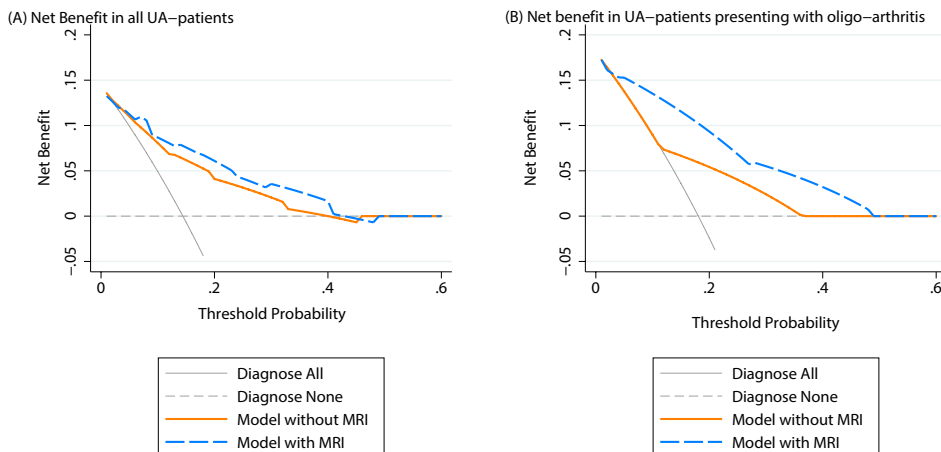 (A) Net Benefit in all UA−patients
Net Benefit
.2
.15
.1
.05
0
−.05
0
.2
.4
.6
Threshold Probability
Diagnose All
Diagnose None
Model without MRI
Model with MRI
(B) Net benefit in UA−patients presenting with oligo−arthritis
Net Benefit
.2
.15
.1
.05
0
−.05
0
.2
.4
.6
Threshold Probability
Diagnose All
Diagnose None
Model without MRI
Model with MRI